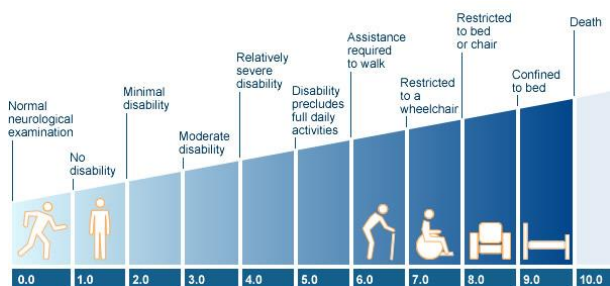 Normal
neurological
examination
No
disability
Minimal
disability
Moderate
disability
Relatively
severe
disability
Disability
precludes
full daily
activities
Assistance
required
to walk
Restricted
to a
wheelchair
Restricted
to bed
or chair
Confined
to bed
Death
0.0 1.0 2.0 3.0 4.0 5.0 6.0 7.0 8.0 9.0 10.0